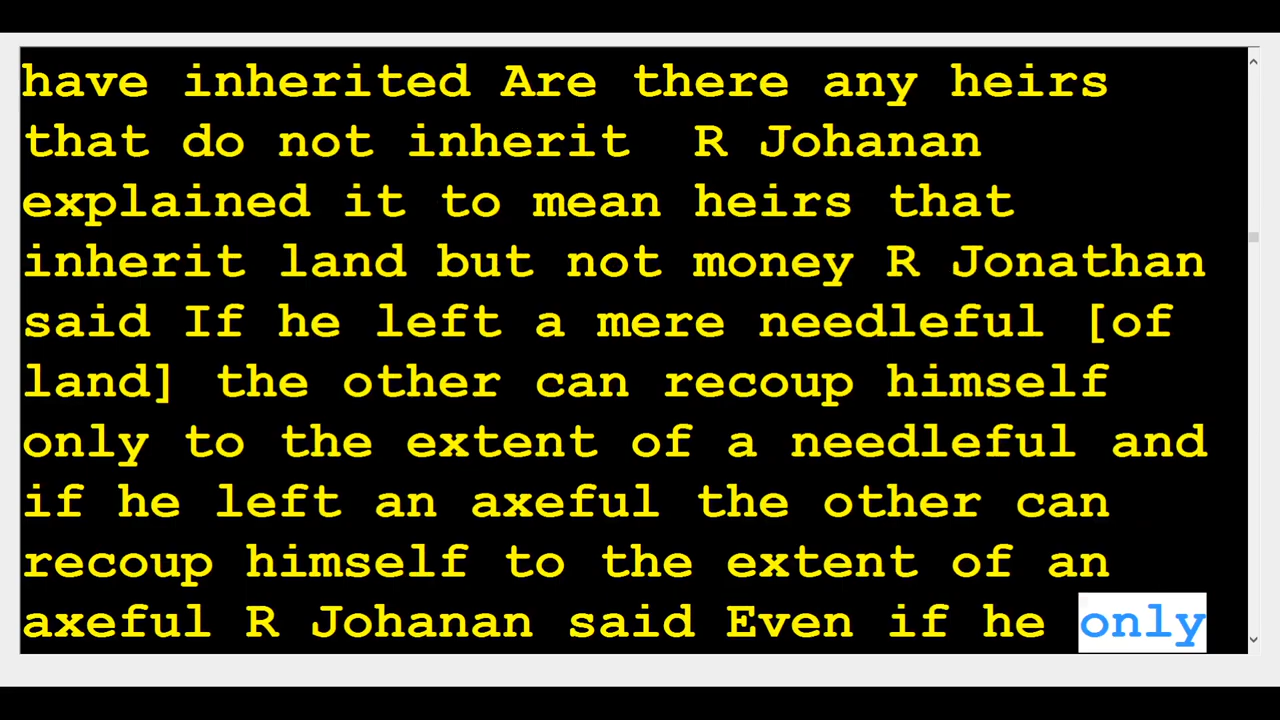 have inherited Are there any heirs
that do not inherit  R Johanan
explained it to mean heirs that
inherit land but not money R Jonathan
said If he left a mere needleful [of
land] the other can recoup himself
only to the extent of a needleful and
if he left an axeful the other can
recoup himself to the extent of an
axeful R Johanan said Even if he only